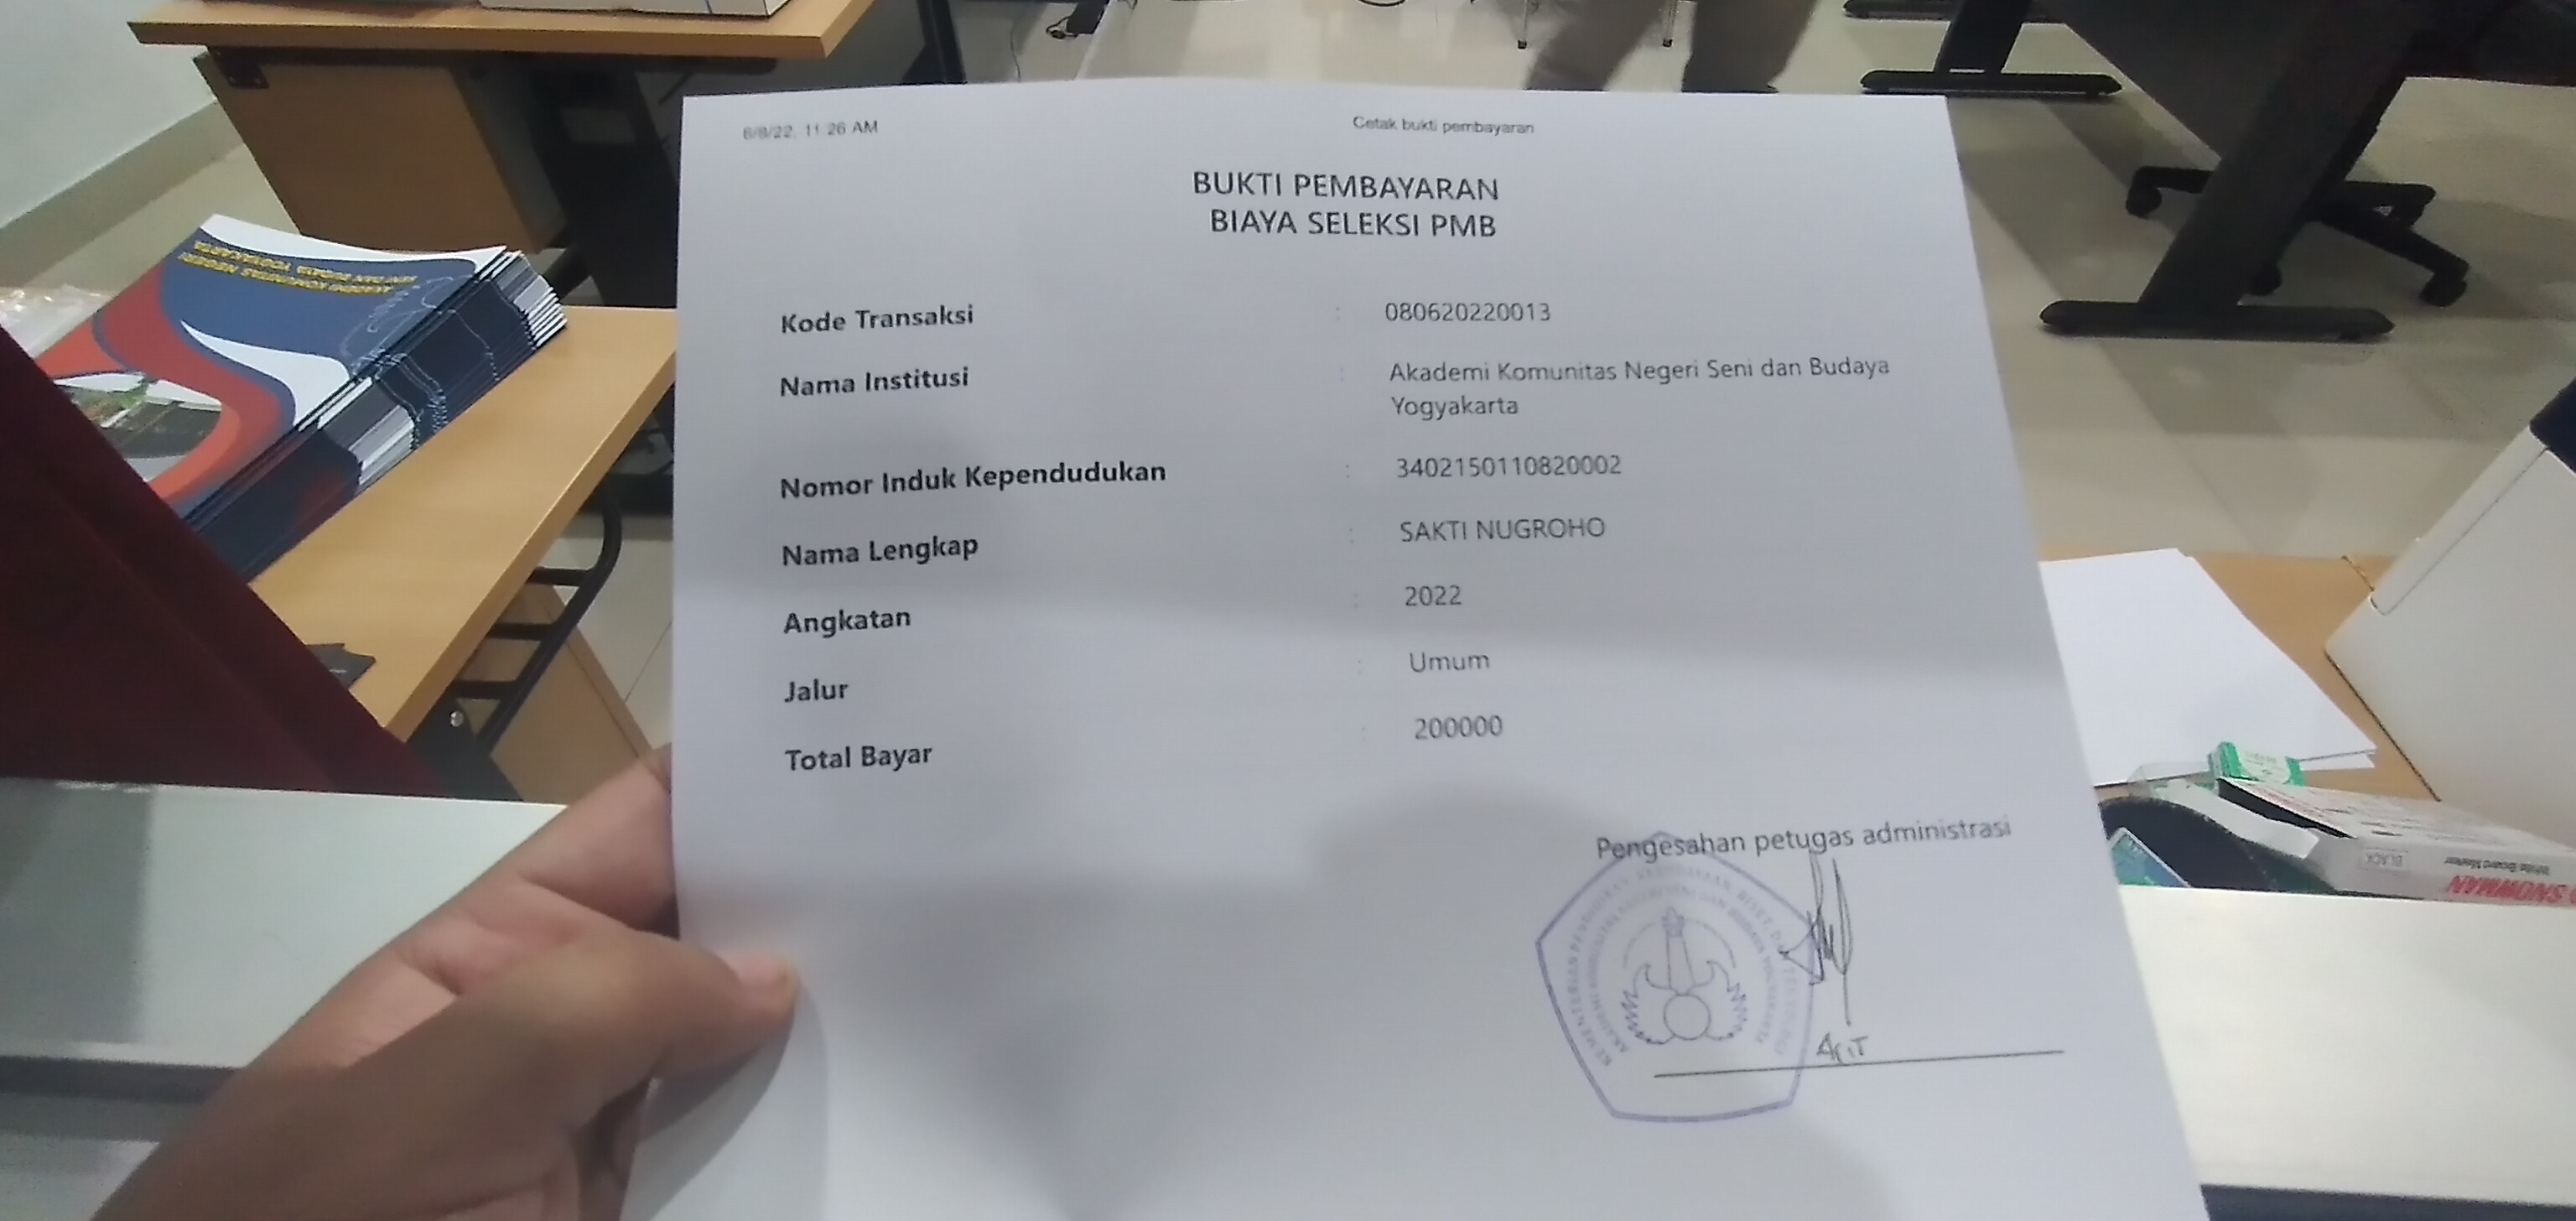 6/8/22, 11:26 AM
Cetak bukti pembayaran
BUKTI PEMBAYARAN
BIAYA SELEKSI PMB
Kode Transaksi : 080620220013
Nama Institusi : Akademi Komunitas Negeri Seni dan Budaya
Yogyakarta
Nomor Induk Kependudukan : 3402150110820002
Nama Lengkap : SAKTI NUGROHO
Angkatan : 2022
Jalur : Umum
Total Bayar : 200000
Pengesahan petugas administrasi
SNOWMAN
White Board Marker
BLACK